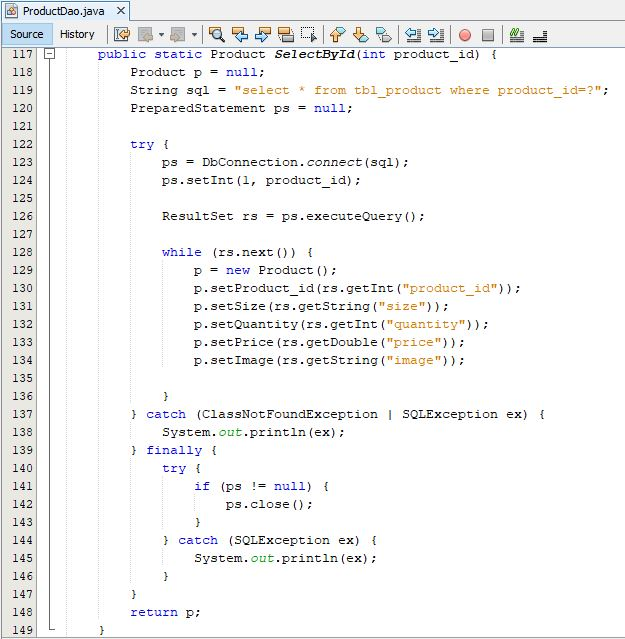 ProductDao.java
Source History
117 public static Product SelectById(int product_id) {
118 Product p = null;
119 String sql = "select * from tbl_product where product_id=?";
120 PreparedStatement ps = null;
121
122 try {
123 ps = DbConnection.connect(sql);
124 ps.setInt(1, product_id);
125
126 ResultSet rs = ps.executeQuery();
127
128 while (rs.next()) {
129 p = new Product();
130 p.setProduct_id(rs.getInt("product_id"));
131 p.setSize(rs.getString("size"));
132 p.setQuantity(rs.getInt("quantity"));
133 p.setPrice(rs.getDouble("price"));
134 p.setImage(rs.getString("image"));
135
136 }
137 } catch (ClassNotFoundException | SQLException ex) {
138 System.out.println(ex);
139 } finally {
140 try {
141 if (ps != null) {
142 ps.close();
143 }
144 } catch (SQLException ex) {
145 System.out.println(ex);
146 }
147 }
148 return p;
149 }